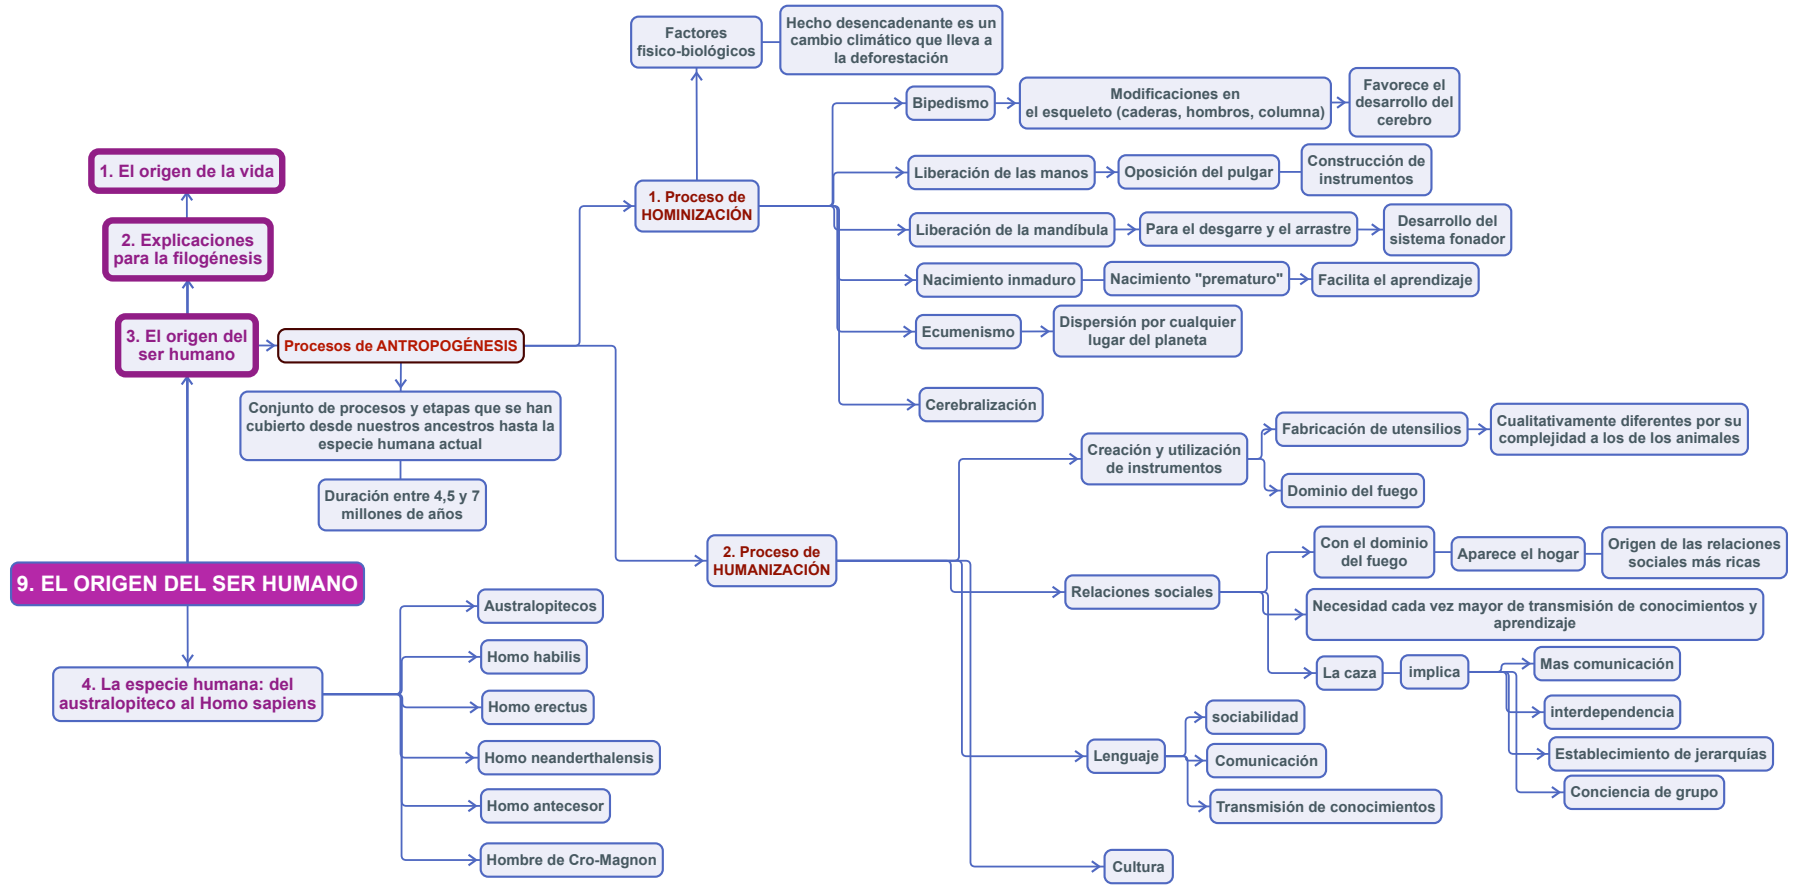 Factores
fisico-biológicos
Hecho desencadenante es un
cambio climático que lleva a
la deforestación
Bipedismo
Modificaciones en
el esqueleto (caderas, hombros, columna)
Favorece el
desarrollo del
cerebro
1. El origen de la vida
Liberación de las manos
Oposición del pulgar
Construcción de
instrumentos
1. Proceso de
HOMINIZACIÓN
2. Explicaciones
para la filogénesis
Liberación de la mandíbula
Para el desgarre y el arrastre
Desarrollo del
sistema fonador
Nacimiento inmaduro
Nacimiento "prematuro"
Facilita el aprendizaje
3. El origen del
ser humano
Procesos de ANTROPOGÉNESIS
Ecumenismo
Dispersión por cualquier
lugar del planeta
Conjunto de procesos y etapas que se han
cubierto desde nuestros ancestros hasta la
especie humana actual
Cerebralización
Duración entre 4,5 y 7
millones de años
Creación y utilización
de instrumentos
Fabricación de utensilios
Cualitativamente diferentes por su
complejidad a los de los animales
Dominio del fuego
2. Proceso de
HUMANIZACIÓN
9. EL ORIGEN DEL SER HUMANO
Relaciones sociales
Con el dominio
del fuego
Aparece el hogar
Origen de las relaciones
sociales más ricas
Necesidad cada vez mayor de transmisión de conocimientos y
aprendizaje
La caza
implica
Mas comunicación
interdependencia
Establecimiento de jerarquías
Conciencia de grupo
4. La especie humana: del
australopiteco al Homo sapiens
Australopitecos
Homo habilis
Homo erectus
Homo neanderthalensis
Homo antecesor
Hombre de Cro-Magnon
Lenguaje
sociabilidad
Comunicación
Transmisión de conocimientos
Cultura